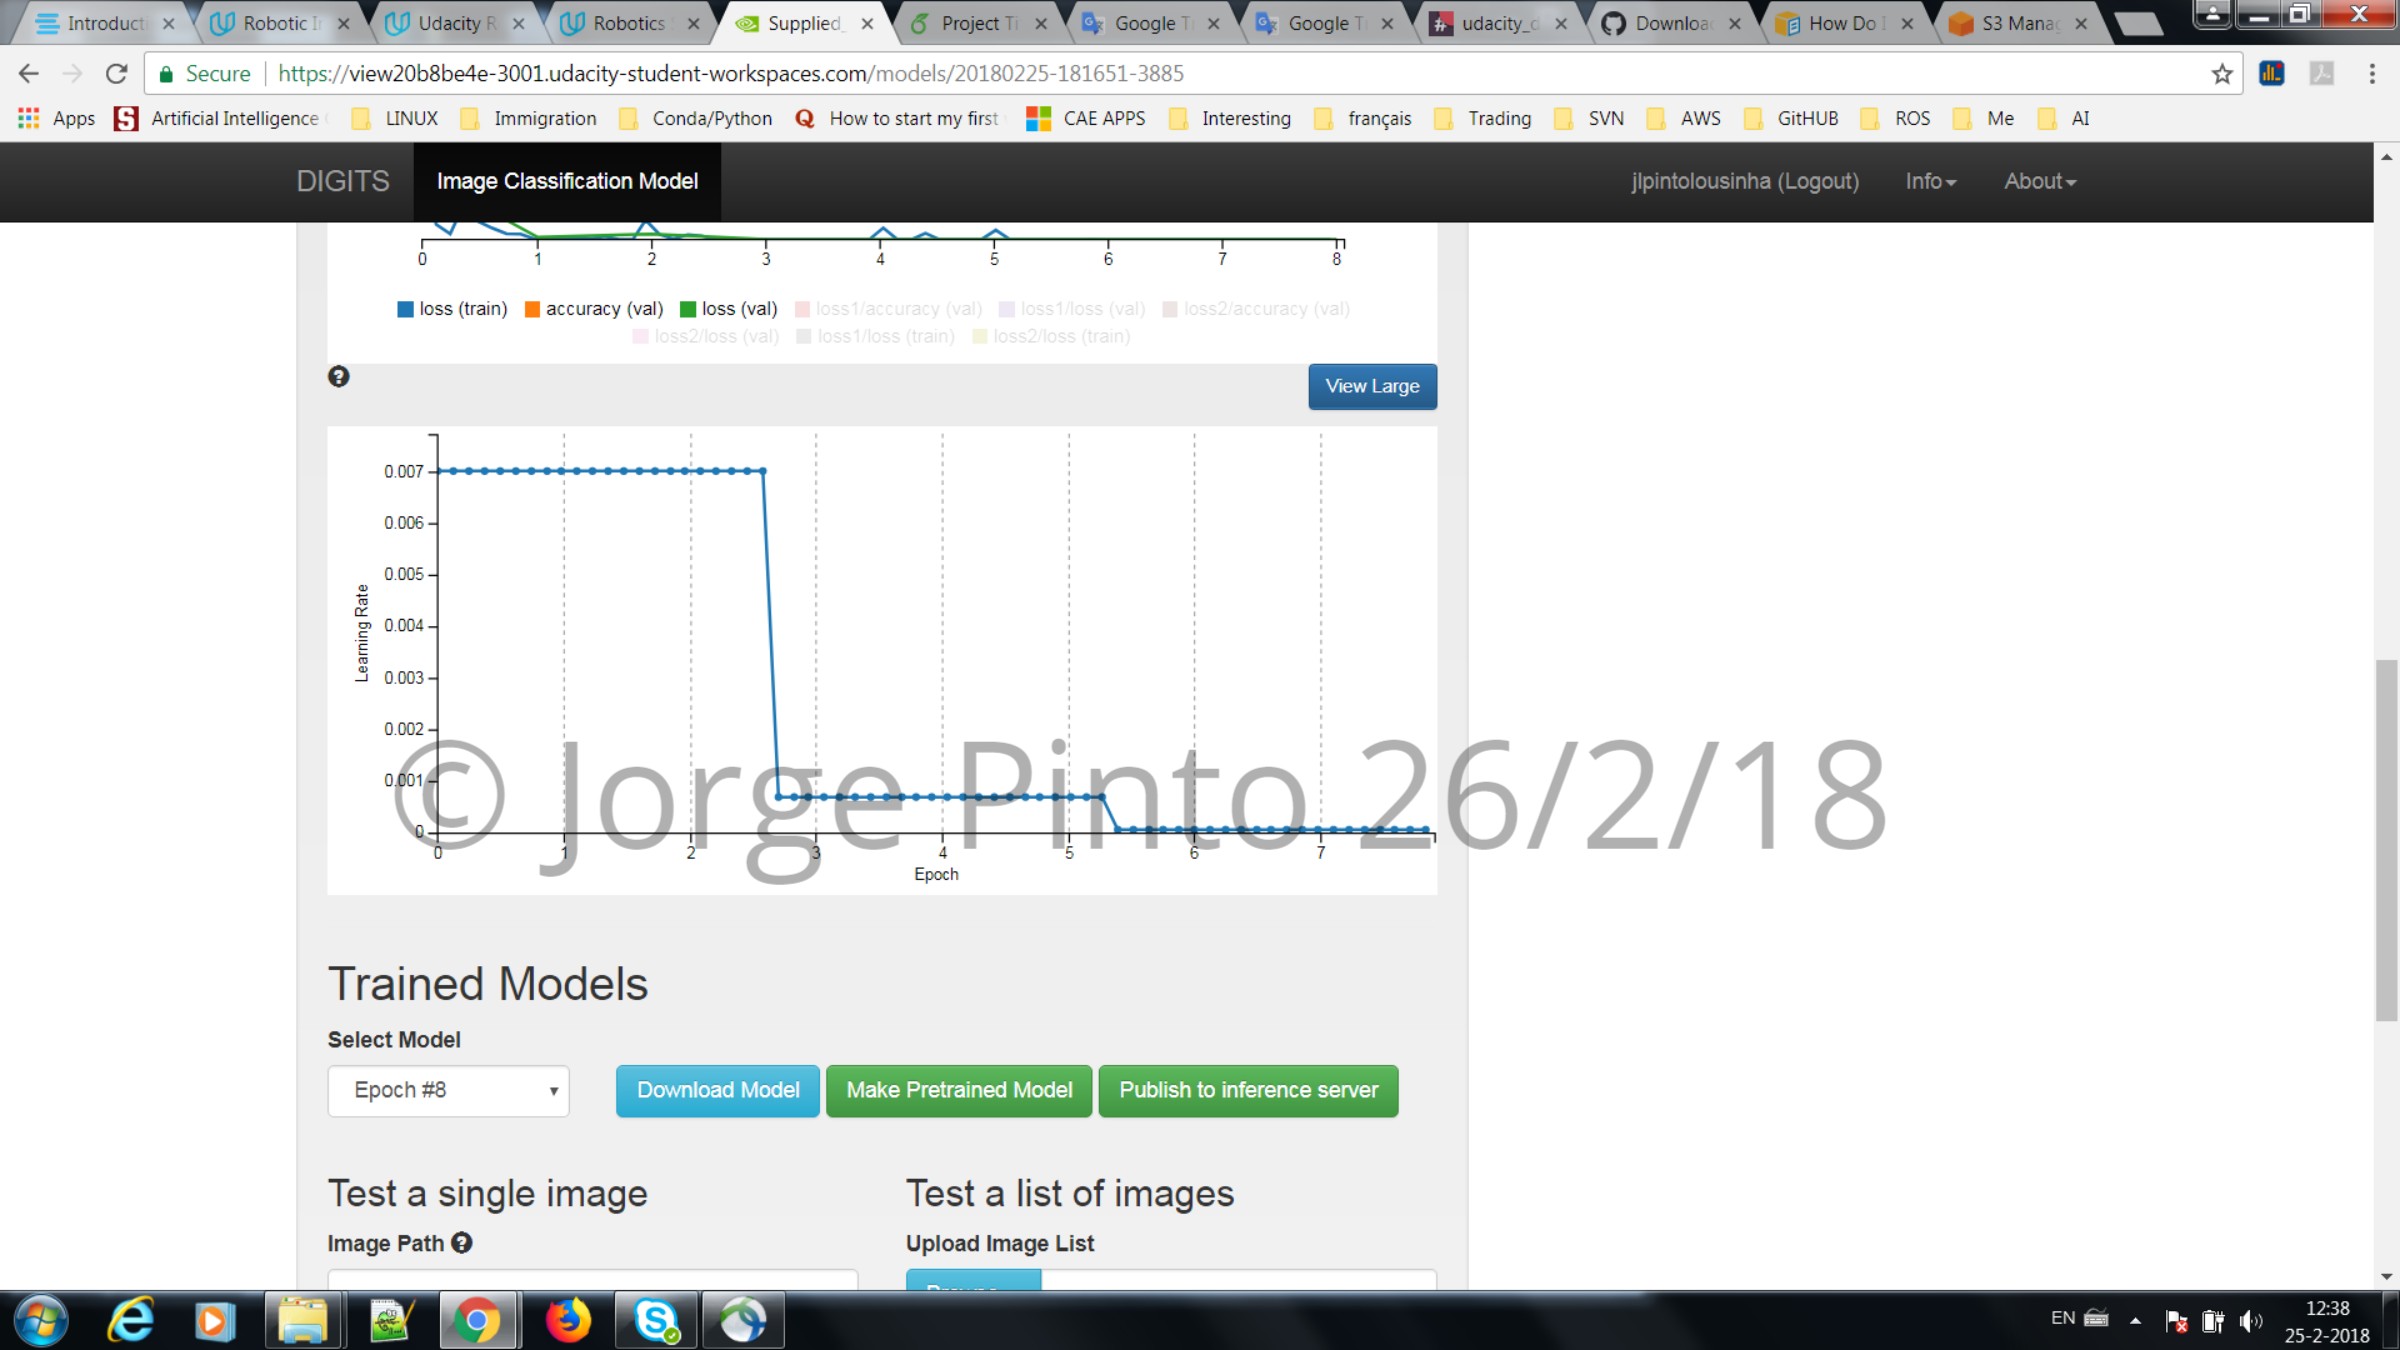 Introducti
Robotic I
Udacity R
Robotics
Supplied_
Project Ti
Google T
Google T
udacity_d
Downloa
How Do I
S3 Mana
Secure https://view20b8be4e-3001.udacity-student-workspaces.com/models/20180225-181651-3885
Apps Artificial Intelligence LINUX Immigration Conda/Python How to start my first CAE APPS Interesting français Trading SVN AWS GitHUB ROS Me AI
DIGITS Image Classification Model jlpintolousinha (Logout) Info About
0 1 2 3 4 5 6 7 8
loss (train) accuracy (val) loss (val) loss1/accuracy (val) loss1/loss (val) loss2/accuracy (val)
loss2/loss (val) loss1/loss (train) loss2/loss (train)
View Large
0.007
0.006
0.005
0.004
0.003
0.002
0.001
0
Learning Rate
0 1 2 3 4 5 6 7
Epoch
© Jorge Pinto 26/2/18
Trained Models
Select Model
Epoch #8 Download Model Make Pretrained Model Publish to inference server
Test a single image
Image Path
Test a list of images
Upload Image List
EN
12:38
25-2-2018